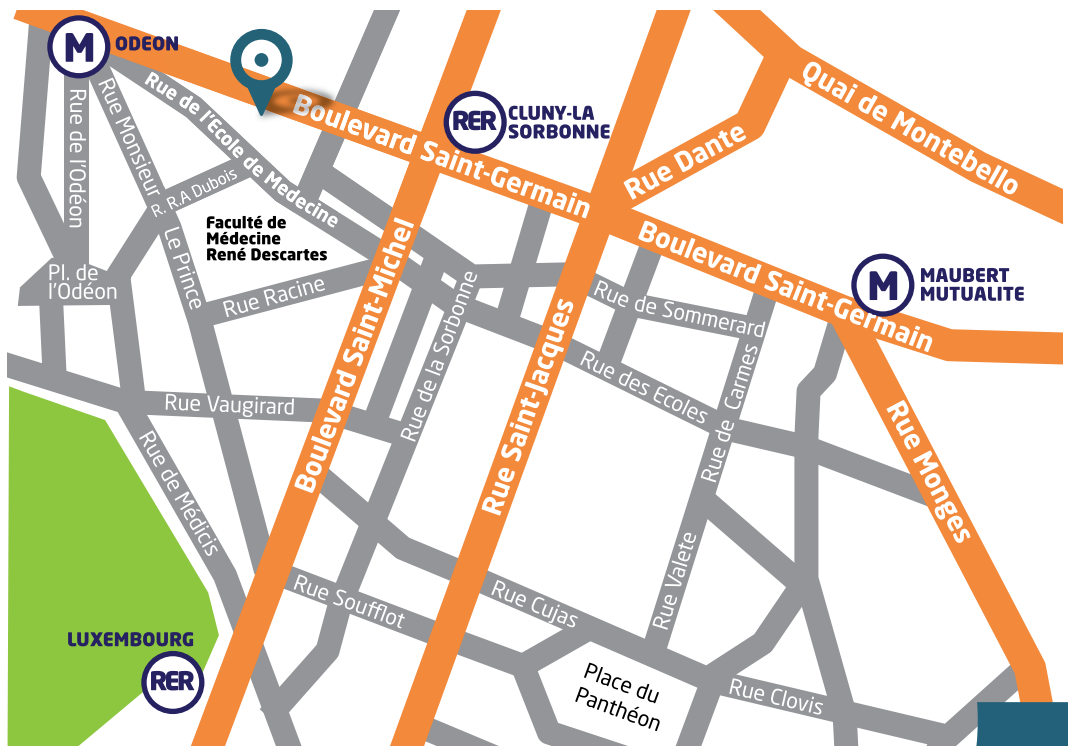 M
ODEON
Rue de l'Ecole de Medecine
Rue Monsieur
Le Prince
Rue de l'Odéon
Boulevard Saint-Germain
RER
CLUNY-LA
SORBONNE
Quai de Montebello
Rue Dante
R. R.A Dubois
Faculté de
Médecine
René Descartes
Pl. de
l'Odéon
Rue Racine
Boulevard Saint-Michel
Rue de la Sorbonne
Boulevard Saint-Germain
M
MAUBERT
MUTUALITE
Rue de Sommerard
Rue Saint-Jacques
Rue des Ecoles
Rue de Carmes
Rue Vaugirard
Rue Monges
Rue de Médicis
Rue Valete
Rue Soufflot
Rue Cujas
LUXEMBOURG
RER
Place du
Panthéon
Rue Clovis